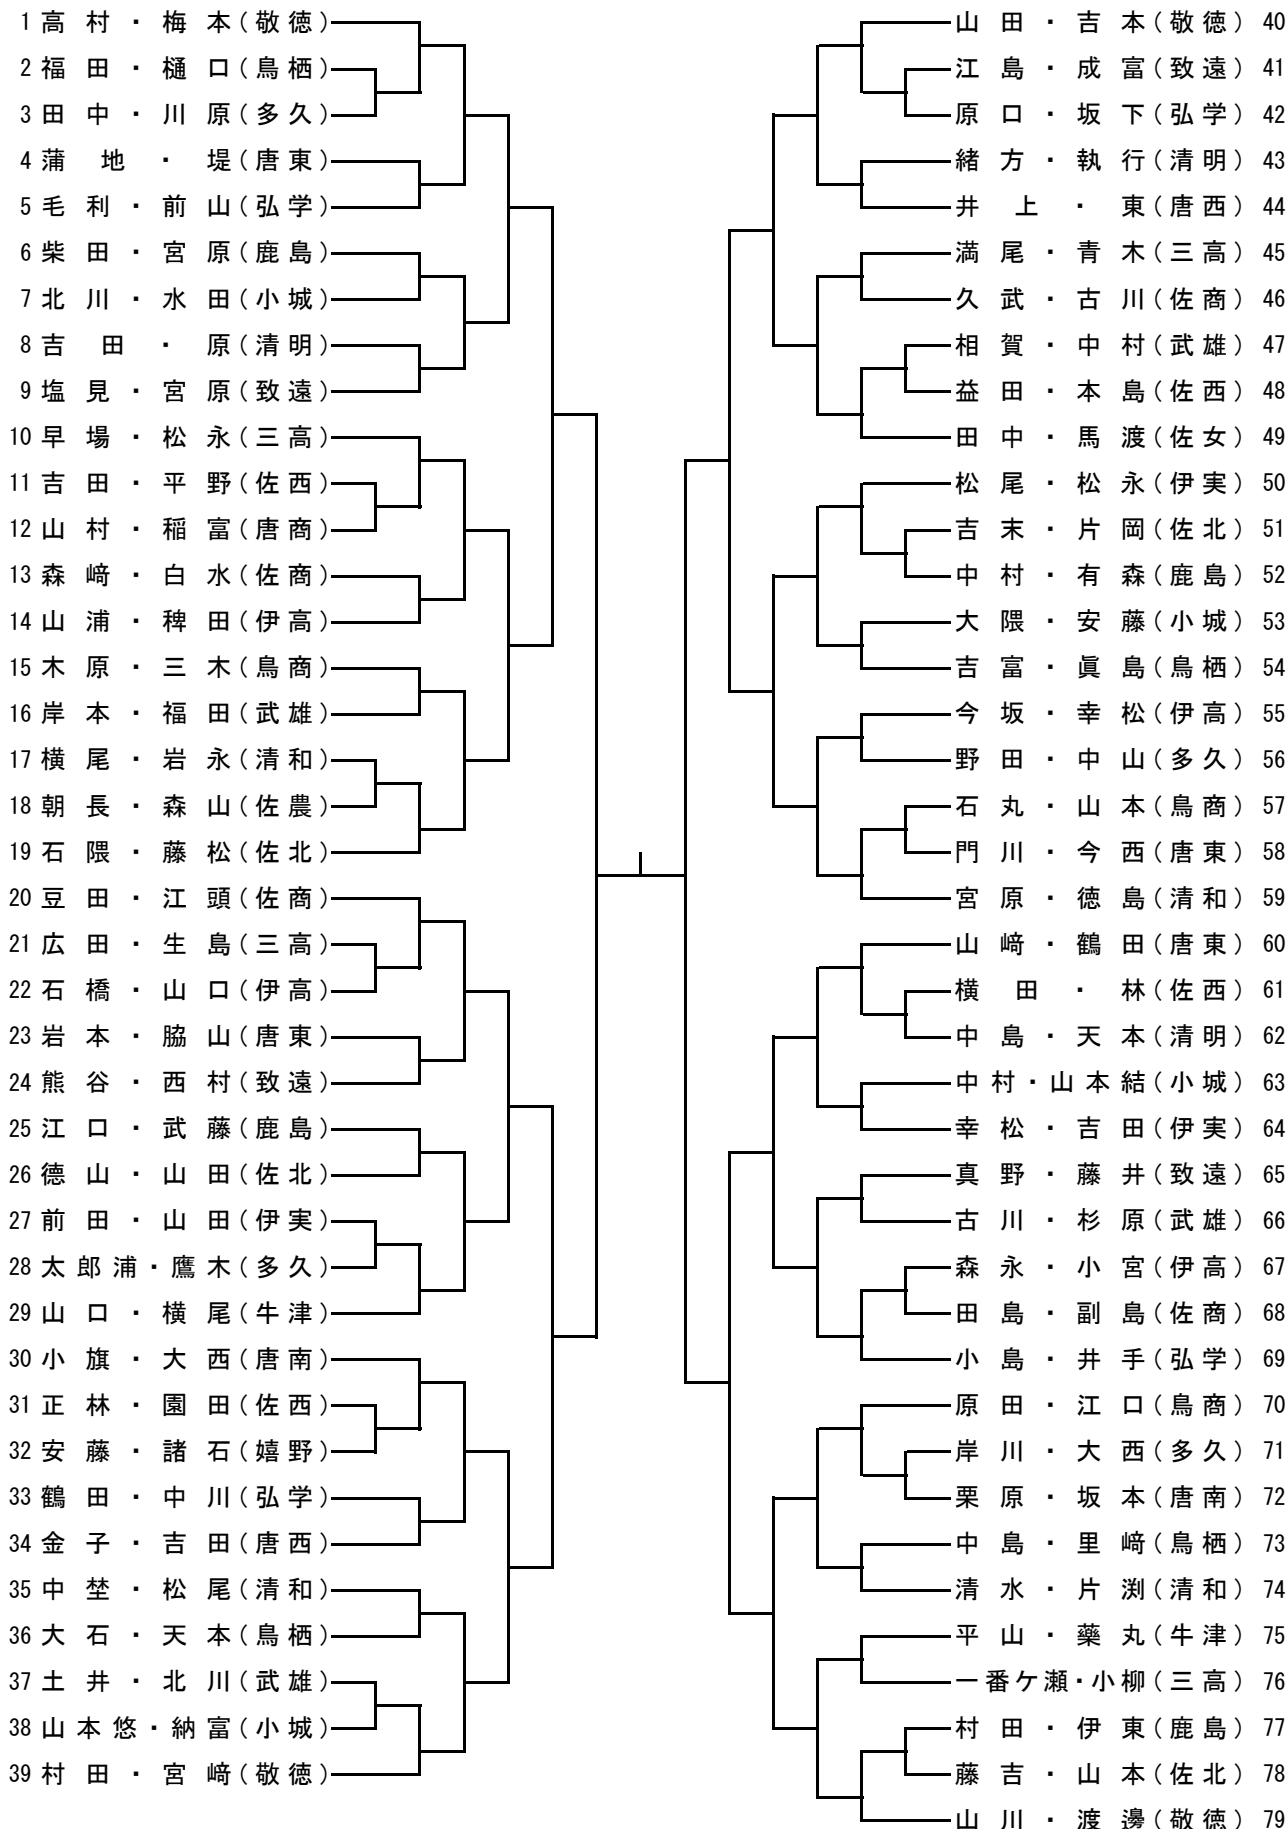 1 高村・梅本(敬徳)
2 福田・樋口(鳥栖)
3 田中・川原(多久)
4 蒲地・堤(唐東)
5 毛利・前山(弘学)
6 柴田・宮原(鹿島)
7 北川・水田(小城)
8 吉田・原(清明)
9 塩見・宮原(致遠)
10 早場・松永(三高)
11 吉田・平野(佐西)
12 山村・稲富(唐商)
13 森﨑・白水(佐商)
14 山浦・稗田(伊高)
15 木原・三木(鳥商)
16 岸本・福田(武雄)
17 横尾・岩永(清和)
18 朝長・森山(佐農)
19 石隈・藤松(佐北)
20 豆田・江頭(佐商)
21 広田・生島(三高)
22 石橋・山口(伊高)
23 岩本・脇山(唐東)
24 熊谷・西村(致遠)
25 江口・武藤(鹿島)
26 德山・山田(佐北)
27 前田・山田(伊実)
28 太郎浦・鷹木(多久)
29 山口・横尾(牛津)
30 小旗・大西(唐南)
31 正林・園田(佐西)
32 安藤・諸石(嬉野)
33 鶴田・中川(弘学)
34 金子・吉田(唐西)
35 中埜・松尾(清和)
36 大石・天本(鳥栖)
37 土井・北川(武雄)
38 山本悠・納富(小城)
39 村田・宮﨑(敬徳)
山田・吉本(敬徳) 40
江島・成富(致遠) 41
原口・坂下(弘学) 42
緒方・執行(清明) 43
井上・東(唐西) 44
満尾・青木(三高) 45
久武・古川(佐商) 46
相賀・中村(武雄) 47
益田・本島(佐西) 48
田中・馬渡(佐女) 49
松尾・松永(伊実) 50
吉末・片岡(佐北) 51
中村・有森(鹿島) 52
大隈・安藤(小城) 53
吉富・眞島(鳥栖) 54
今坂・幸松(伊高) 55
野田・中山(多久) 56
石丸・山本(鳥商) 57
門川・今西(唐東) 58
宮原・徳島(清和) 59
山﨑・鶴田(唐東) 60
横田・林(佐西) 61
中島・天本(清明) 62
中村・山本結(小城) 63
幸松・吉田(伊実) 64
真野・藤井(致遠) 65
古川・杉原(武雄) 66
森永・小宮(伊高) 67
田島・副島(佐商) 68
小島・井手(弘学) 69
原田・江口(鳥商) 70
岸川・大西(多久) 71
栗原・坂本(唐南) 72
中島・里﨑(鳥栖) 73
清水・片渕(清和) 74
平山・藥丸(牛津) 75
一番ケ瀬・小柳(三高) 76
村田・伊東(鹿島) 77
藤吉・山本(佐北) 78
山川・渡邊(敬徳) 79